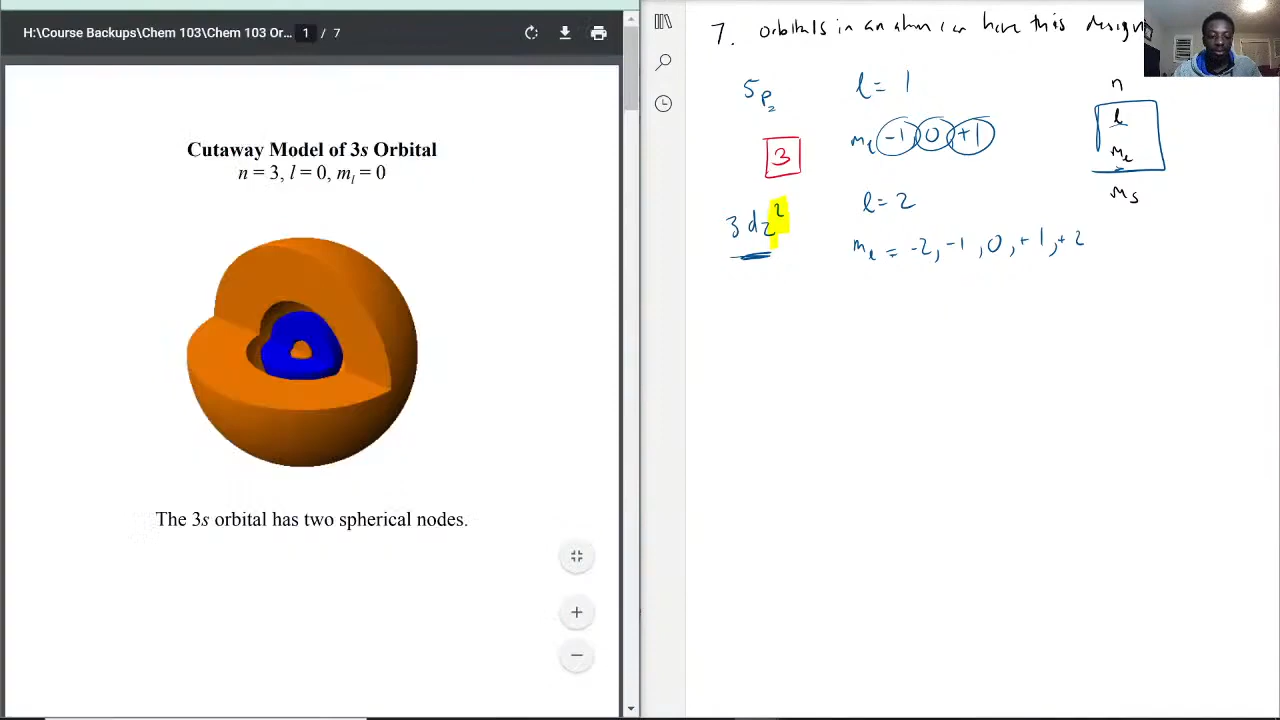 H:\Course Backups\Chem 103\Chem 103 Or... 1 / 7
Cutaway Model of 3s Orbital
n = 3, l = 0, ml = 0
The 3s orbital has two spherical nodes.
7. orbitals in an atom can have this design
5p2 l = 1
ml -1 0 +1
3
3dz2 l = 2
ml = -2, -1, 0, +1, +2
n
l
ml
ms